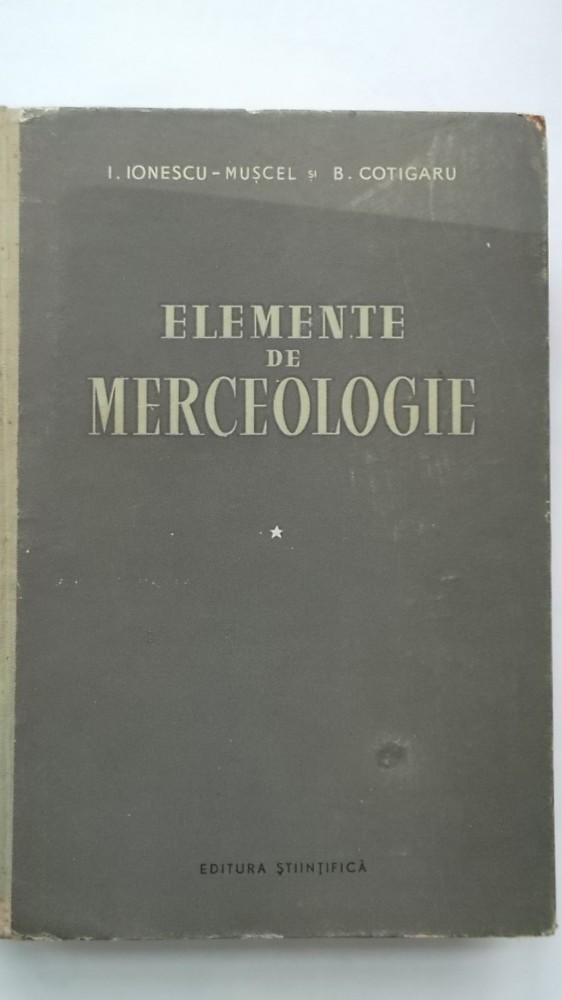 I. IONESCU-MUȘCEL ȘI B. COTIGARU
ELEMENTE
DE
MERCEOLOGIE
EDITURA ȘTIINȚIFICĂ